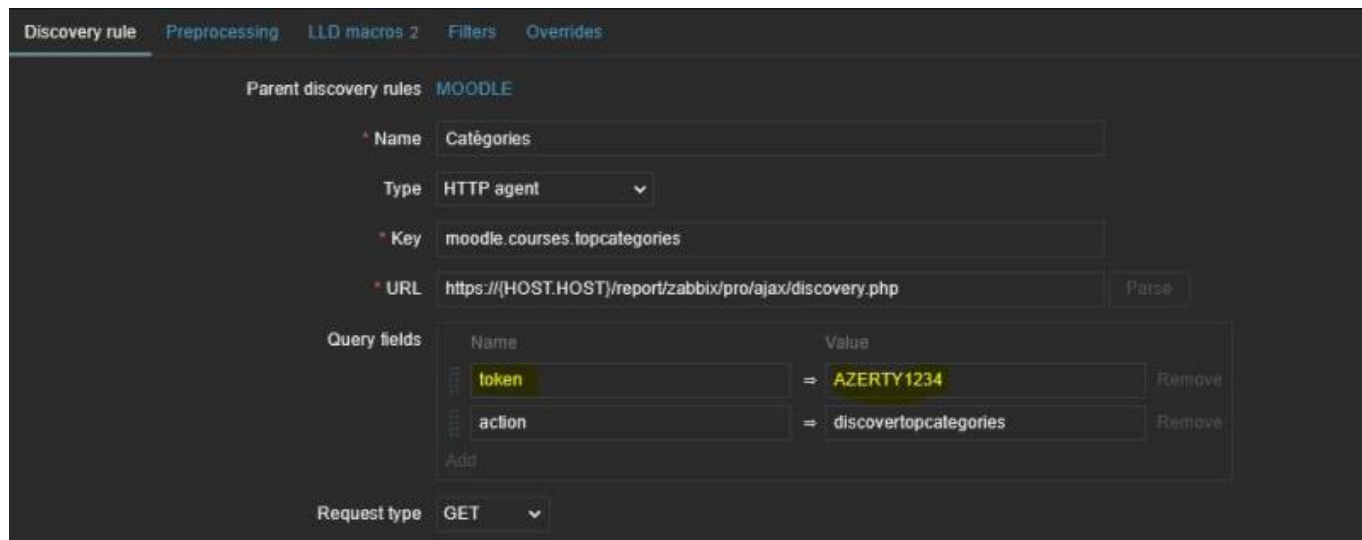 Discovery rule Preprocessing LLD macros 2 Filters Overrides
Parent discovery rules MOODLE
* Name Catégories
Type HTTP agent
* Key moodle.courses.topcategories
* URL https://{HOST.HOST}/report/zabbix/pro/ajax/discovery.php Parse
Query fields Name Value
token ⇒ AZERTY1234 Remove
action ⇒ discovertopcategories Remove
Add
Request type GET